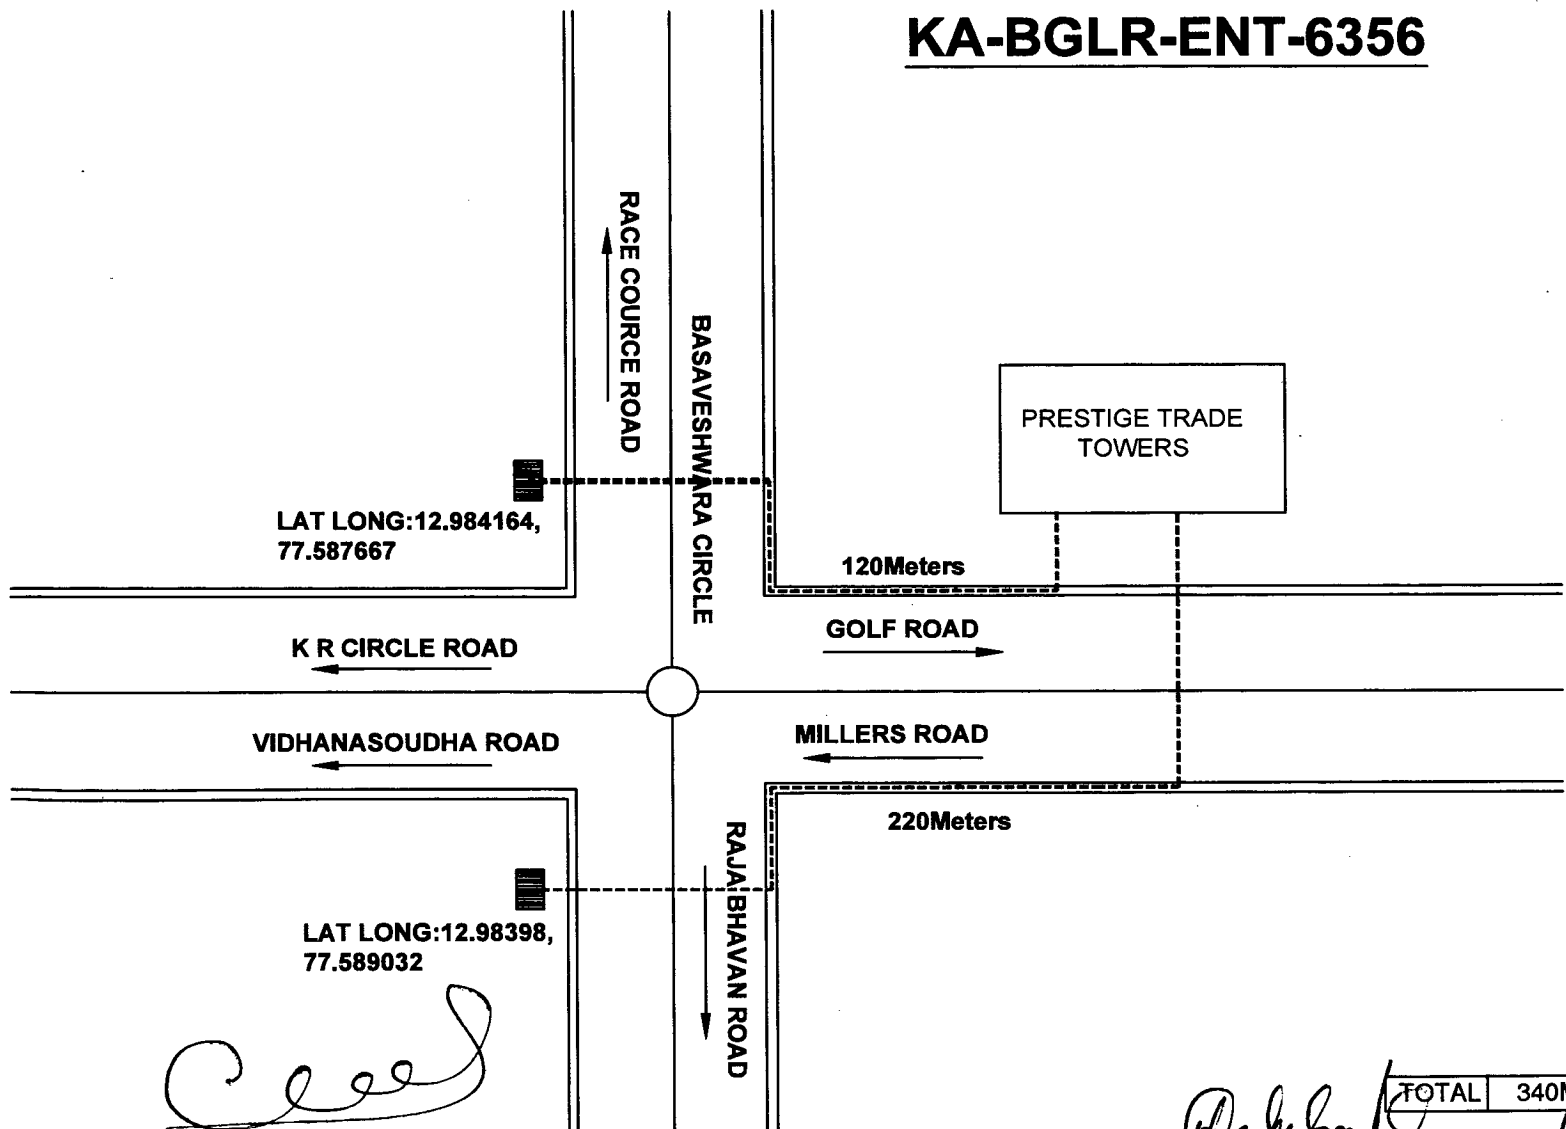 KA-BGLR-ENT-6356
RACE COURCE ROAD
BASAVESHWARA CIRCLE
PRESTIGE TRADE
TOWERS
LAT LONG:12.984164,
77.587667
120Meters
K R CIRCLE ROAD
GOLF ROAD
VIDHANASOUDHA ROAD
MILLERS ROAD
220Meters
RAJA BHAVAN ROAD
LAT LONG:12.98398,
77.589032
TOTAL 340M